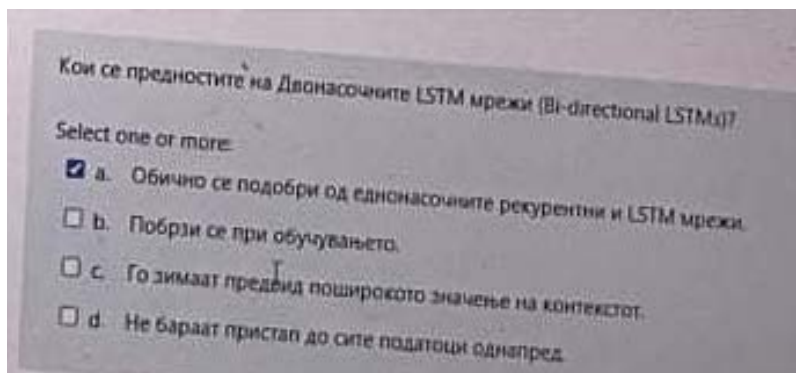 Кои се предностите на Двонасочните LSTM мрежи (Bi-directional LSTMs)?
Select one or more:
a. Обично се подобри од еднонасочните рекурентни и LSTM мрежи.
b. Побрзи се при обучувањето.
c. Го зимаат предвид поширокото значење на контекстот.
d. Не бараат пристап до сите податоци однапред.